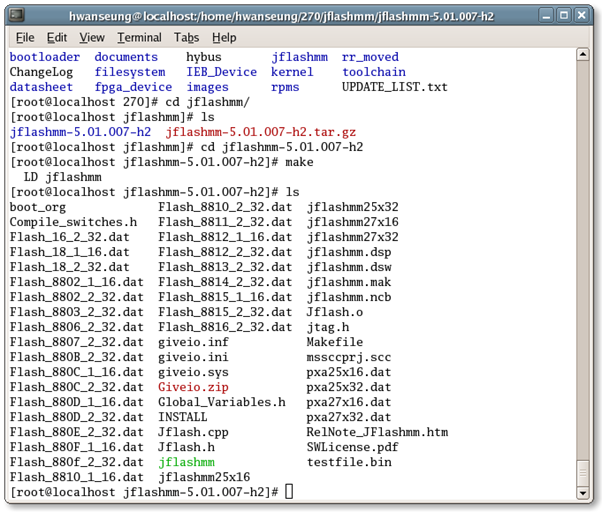 hwanseung@localhost:/home/hwanseung/270/jflashmm/jflashmm-5.01.007-h2
File Edit View Terminal Tabs Help
bootloader documents hybus jflashmm rr_moved
ChangeLog filesystem IEB_Device kernel toolchain
datasheet fpga_device images rpms UPDATE_LIST.txt
[root@localhost 270]# cd jflashmm/
[root@localhost jflashmm]# ls
jflashmm-5.01.007-h2 jflashmm-5.01.007-h2.tar.gz
[root@localhost jflashmm]# cd jflashmm-5.01.007-h2
[root@localhost jflashmm-5.01.007-h2]# make
LD jflashmm
[root@localhost jflashmm-5.01.007-h2]# ls
boot_org Flash_8810_2_32.dat jflashmm25x32
Compile_switches.h Flash_8811_2_32.dat jflashmm27x16
Flash_16_2_32.dat Flash_8812_1_16.dat jflashmm27x32
Flash_18_1_16.dat Flash_8812_2_32.dat jflashmm.dsp
Flash_18_2_32.dat Flash_8813_2_32.dat jflashmm.dsw
Flash_8802_1_16.dat Flash_8814_2_32.dat jflashmm.mak
Flash_8802_2_32.dat Flash_8815_1_16.dat jflashmm.ncb
Flash_8803_2_32.dat Flash_8815_2_32.dat Jflash.o
Flash_8806_2_32.dat Flash_8816_2_32.dat jtag.h
Flash_8807_2_32.dat giveio.inf Makefile
Flash_880B_2_32.dat giveio.ini mssccprj.scc
Flash_880C_1_16.dat giveio.sys pxa25x16.dat
Flash_880C_2_32.dat Giveio.zip pxa25x32.dat
Flash_880D_1_16.dat Global_Variables.h pxa27x16.dat
Flash_880D_2_32.dat INSTALL pxa27x32.dat
Flash_880E_2_32.dat Jflash.cpp RelNote_JFlashmm.htm
Flash_880F_1_16.dat Jflash.h SWLicense.pdf
Flash_880f_2_32.dat jflashmm testfile.bin
Flash_8810_1_16.dat jflashmm25x16
[root@localhost jflashmm-5.01.007-h2]#